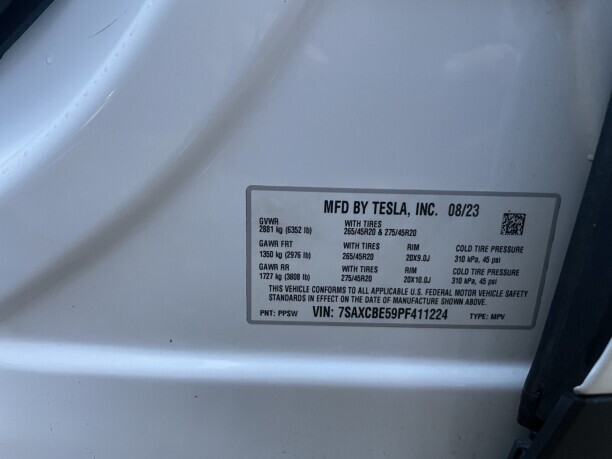 MFD BY TESLA, INC. 08/23
GVWR WITH TIRES
2881 kg (6352 lb) 265/45R20 & 275/45R20
GAWR FRT WITH TIRES RIM COLD TIRE PRESSURE
1350 kg (2976 lb) 265/45R20 20X9.0J 310 kPa, 45 psi
GAWR RR WITH TIRES RIM COLD TIRE PRESSURE
1727 kg (3808 lb) 275/45R20 20X10.0J 310 kPa, 45 psi
THIS VEHICLE CONFORMS TO ALL APPLICABLE U.S. FEDERAL MOTOR VEHICLE SAFETY
STANDARDS IN EFFECT ON THE DATE OF MANUFACTURE SHOWN ABOVE.
PNT: PPSW VIN: 7SAXCBE59PF411224 TYPE: MPV